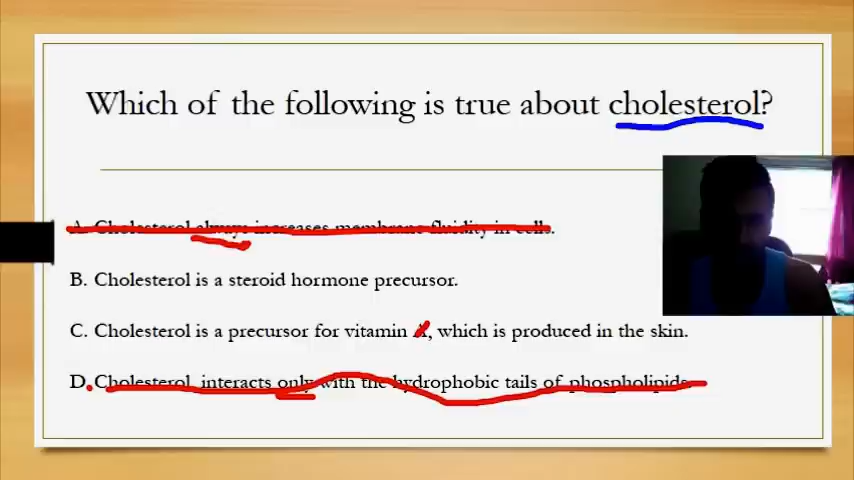 Which of the following is true about cholesterol?
A. Cholesterol always increases membrane fluidity in cells.
B. Cholesterol is a steroid hormone precursor.
C. Cholesterol is a precursor for vitamin A, which is produced in the skin.
D. Cholesterol interacts only with the hydrophobic tails of phospholipids.